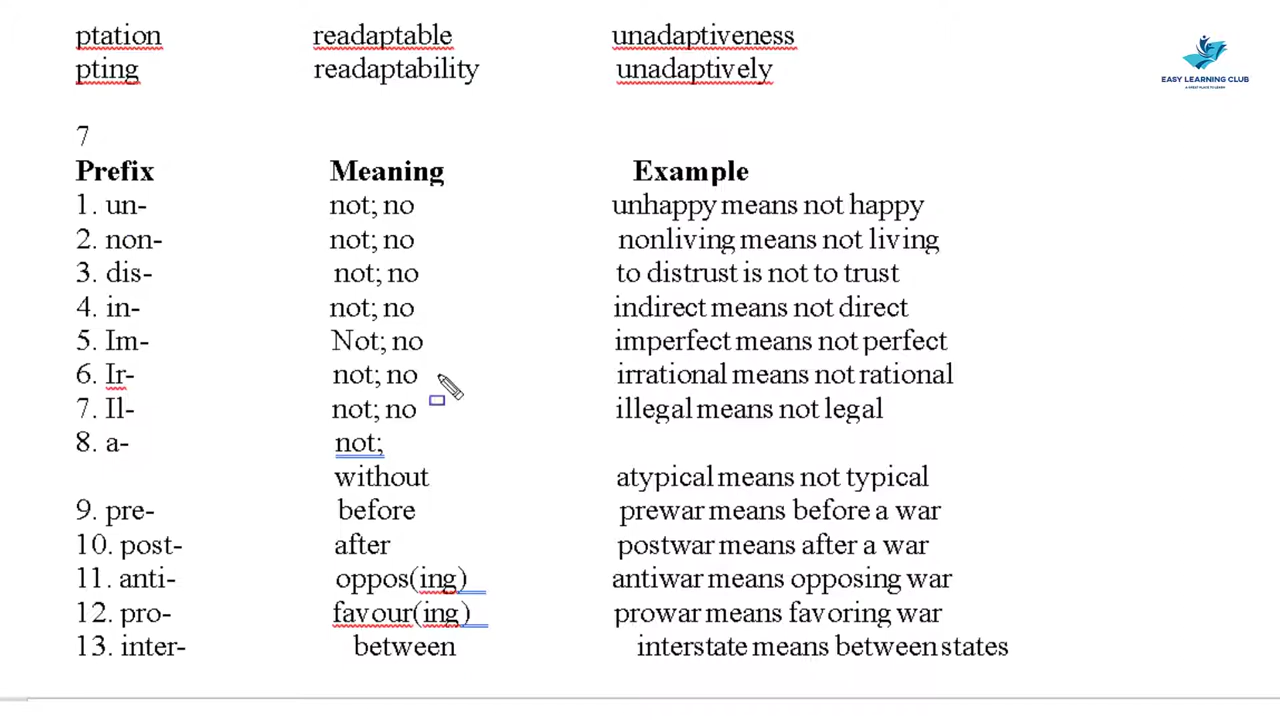 ptation readaptable unadaptiveness
pting readaptability unadaptively
EASY LEARNING CLUB
A GREAT PLACE TO LEARN
7
Prefix Meaning Example
1. un- not; no unhappy means not happy
2. non- not; no nonliving means not living
3. dis- not; no to distrust is not to trust
4. in- not; no indirect means not direct
5. Im- Not; no imperfect means not perfect
6. Ir- not; no irrational means not rational
7. Il- not; no illegal means not legal
8. a- not;
without atypical means not typical
9. pre- before prewar means before a war
10. post- after postwar means after a war
11. anti- oppos(ing) antiwar means opposing war
12. pro- favour(ing) prowar means favoring war
13. inter- between interstate means between states